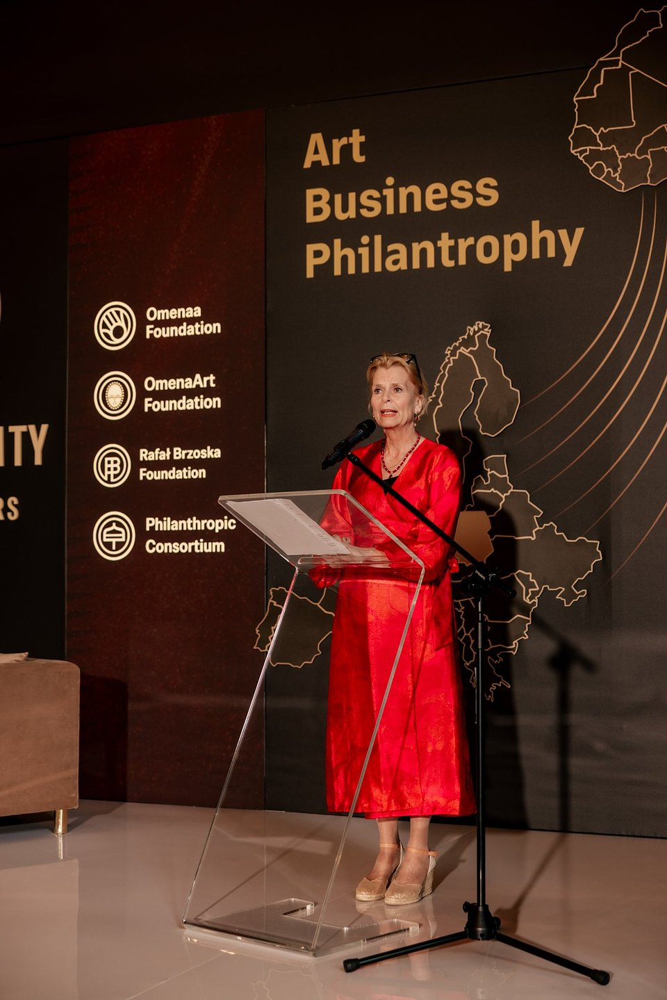 Art
Business
Philantrophy
Omenaa
Foundation
OmenaArt
Foundation
Rafał Brzoska
Foundation
Philanthropic
Consortium
ITY
RS